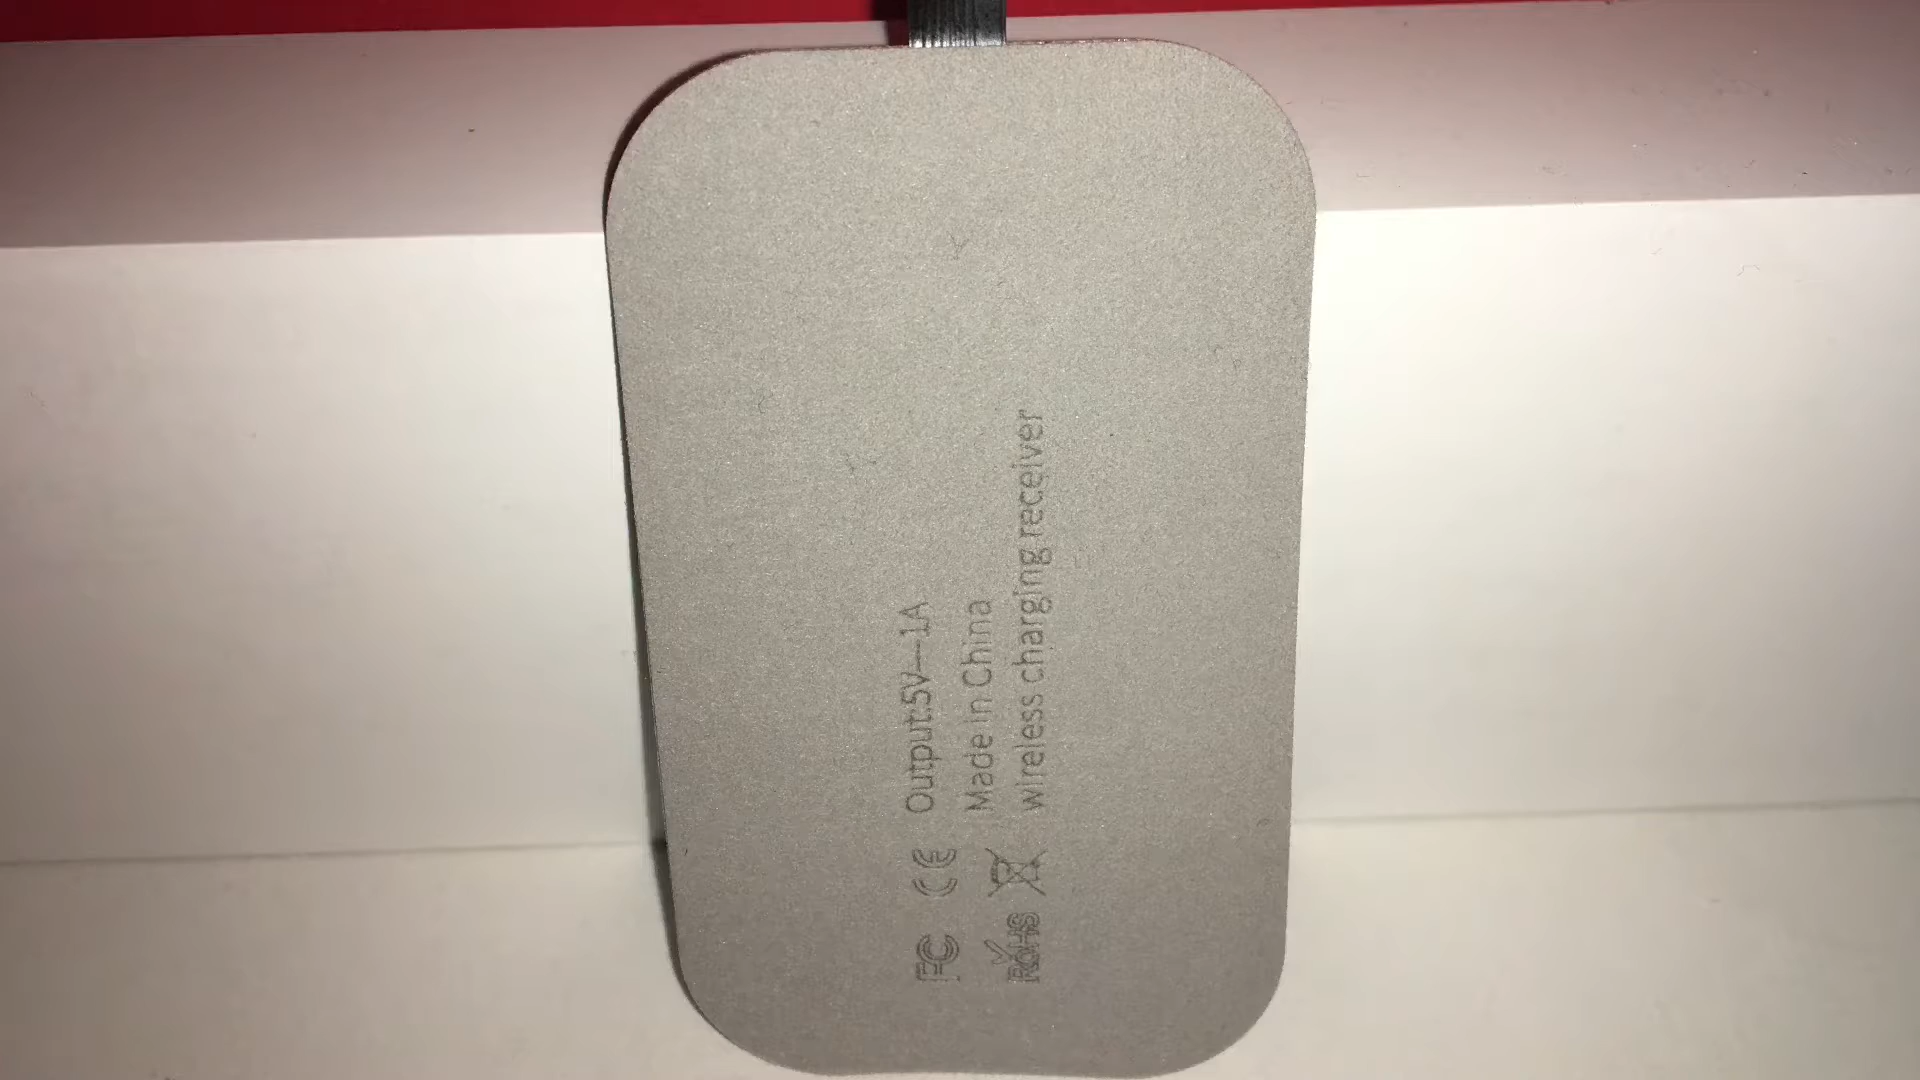 Output:5V—1A
Made in China
wireless charging receiver
FC CE
RoHS